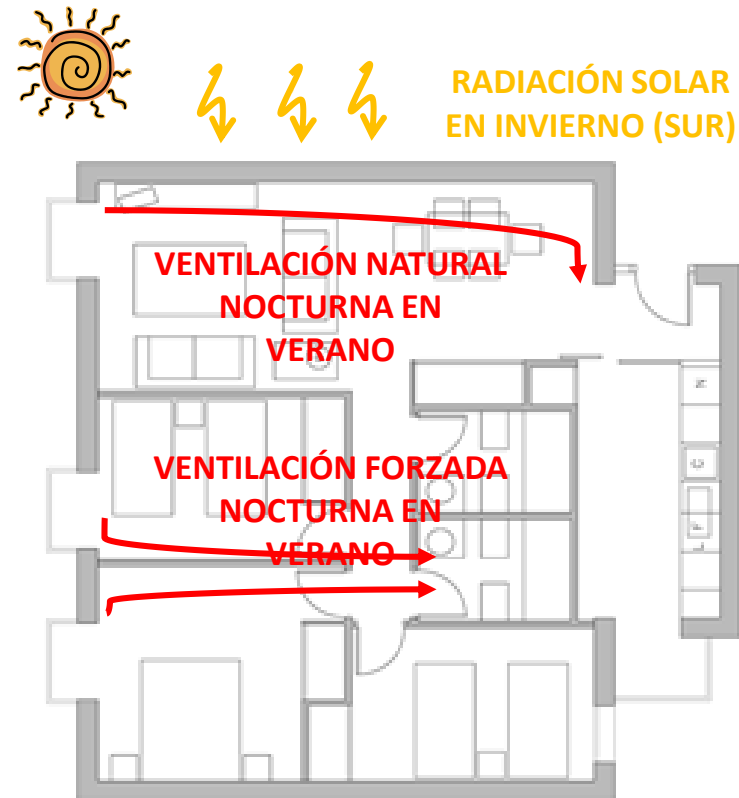 RADIACIÓN SOLAR
EN INVIERNO (SUR)
VENTILACIÓN NATURAL
NOCTURNA EN
VERANO
VENTILACIÓN FORZADA
NOCTURNA EN
VERANO
N
C
F
L